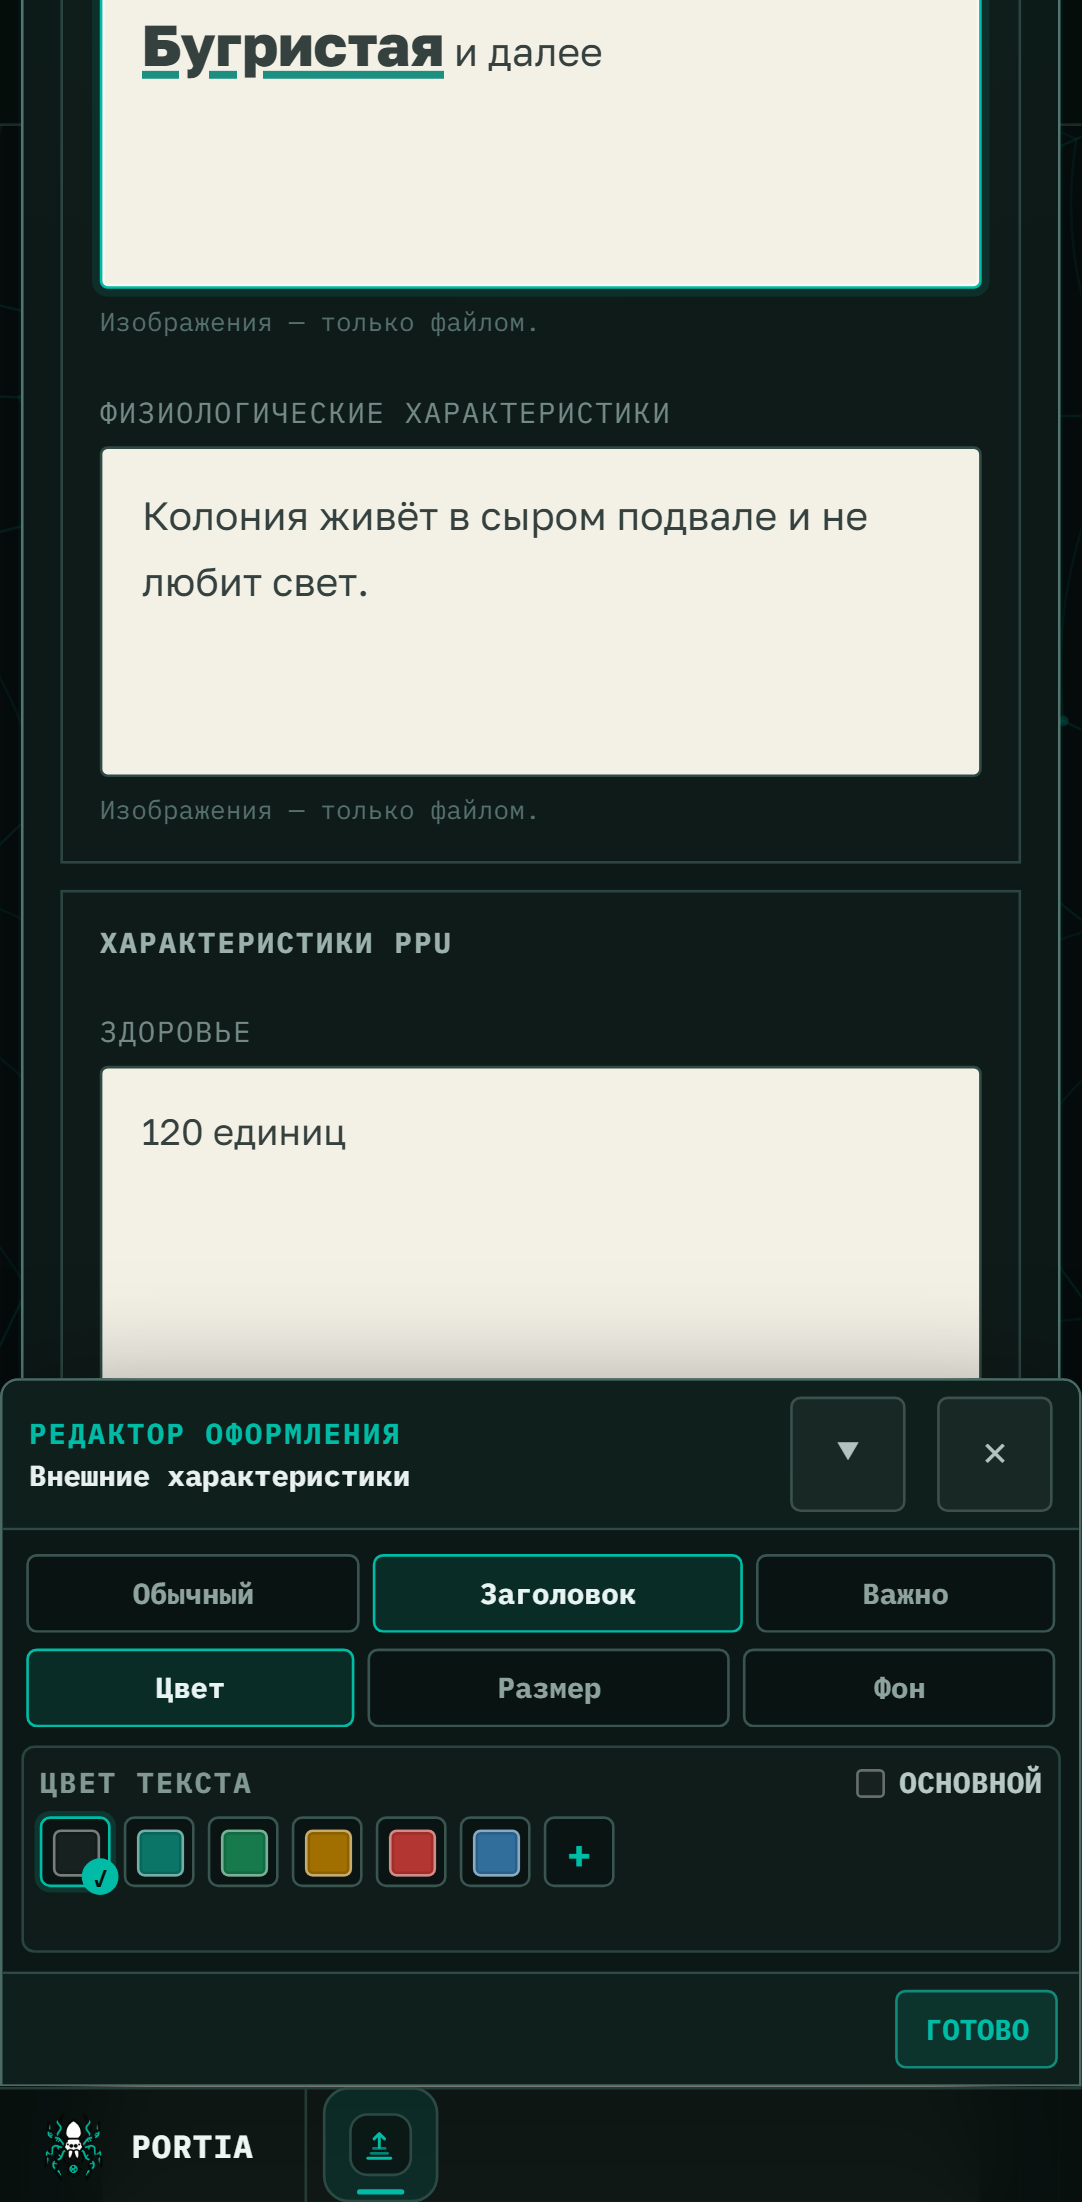 Бугристая и далее
Изображения — только файлом.
ФИЗИОЛОГИЧЕСКИЕ ХАРАКТЕРИСТИКИ
Колония живёт в сыром подвале и не
любит свет.
Изображения — только файлом.
ХАРАКТЕРИСТИКИ PPU
ЗДОРОВЬЕ
120 единиц
РЕДАКТОР ОФОРМЛЕНИЯ
Внешние характеристики
Обычный Заголовок Важно
Цвет Размер Фон
ЦВЕТ ТЕКСТА ОСНОВНОЙ
ГОТОВО
PORTIA